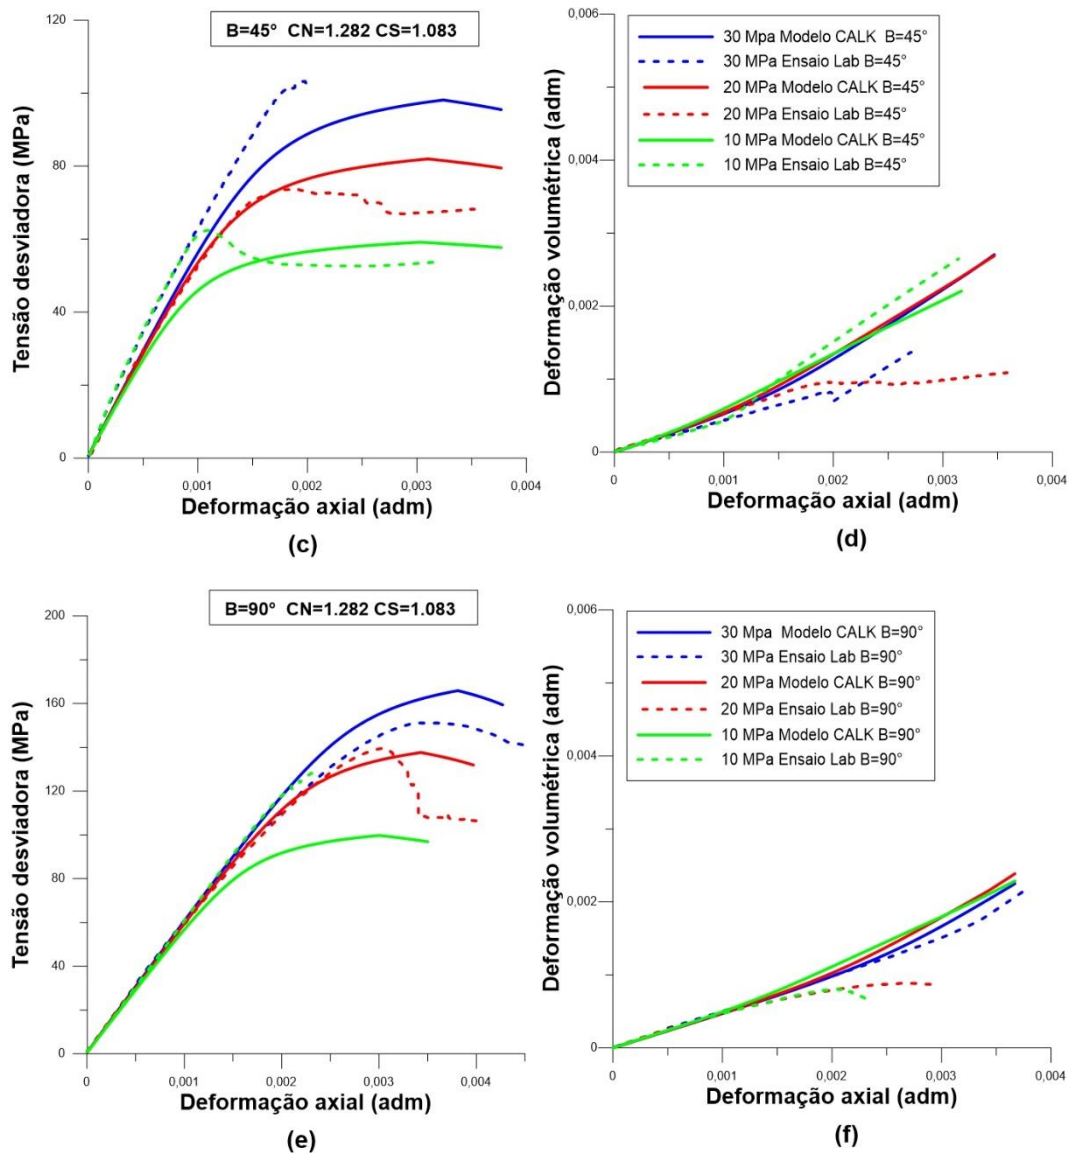 B=45° CN=1.282 CS=1.083
120
80
40
0
Tensão desviadora (MPa)
0
0,001
0,002
0,003
0,004
Deformação axial (adm)
(c)
30 Mpa Modelo CALK B=45°
30 MPa Ensaio Lab B=45°
20 MPa Modelo CALK B=45°
20 MPa Ensaio Lab B=45°
10 MPa Modelo CALK B=45°
10 MPa Ensaio Lab B=45°
0,006
0,004
0,002
0
Deformação volumétrica (adm)
0
0,001
0,002
0,003
0,004
Deformação axial (adm)
(d)
B=90° CN=1.282 CS=1.083
200
160
120
80
40
0
Tensão desviadora (MPa)
0
0,001
0,002
0,003
0,004
Deformação axial (adm)
(e)
30 Mpa Modelo CALK B=90°
30 MPa Ensaio Lab B=90°
20 MPa Modelo CALK B=90°
20 MPa Ensaio Lab B=90°
10 MPa Modelo CALK B=90°
10 MPa Ensaio Lab B=90°
0,006
0,004
0,002
0
Deformação volumétrica (adm)
0
0,001
0,002
0,003
0,004
Deformação axial (adm)
(f)